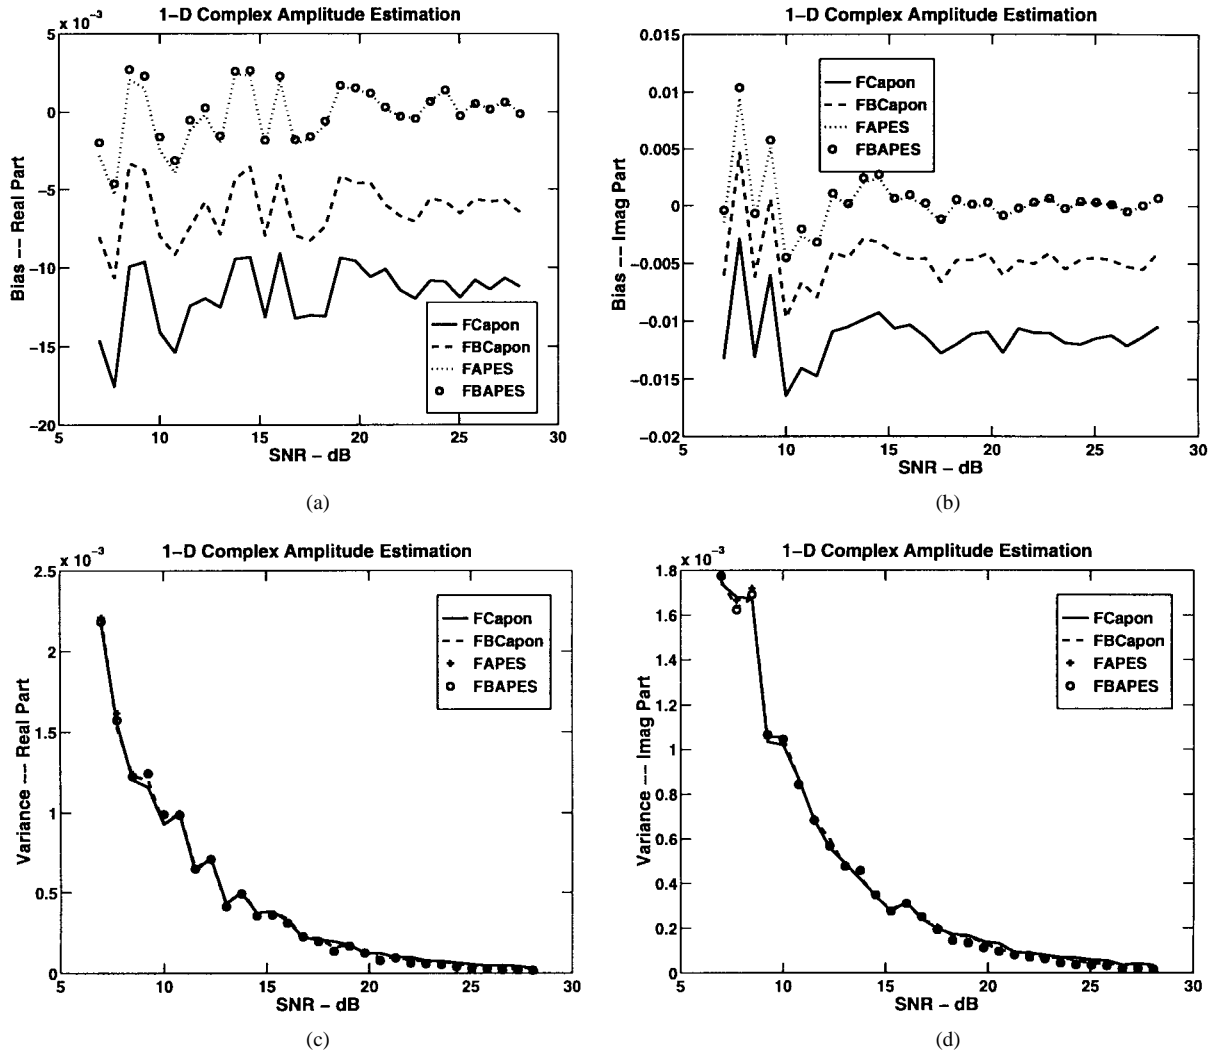 1–D Complex Amplitude Estimation
x 10⁻³
5
0
−5
−10
−15
−20
5
10
15
20
25
30
Bias –– Real Part
SNR – dB
FCapon
FBCapon
FAPES
FBAPES
(a)
1–D Complex Amplitude Estimation
0.015
0.01
0.005
0
−0.005
−0.01
−0.015
−0.02
5
10
15
20
25
30
Bias –– Imag Part
SNR – dB
FCapon
FBCapon
FAPES
FBAPES
(b)
1–D Complex Amplitude Estimation
x 10⁻³
2.5
2
1.5
1
0.5
0
5
10
15
20
25
30
Variance –– Real Part
SNR – dB
FCapon
FBCapon
FAPES
FBAPES
(c)
1–D Complex Amplitude Estimation
x 10⁻³
1.8
1.6
1.4
1.2
1
0.8
0.6
0.4
0.2
0
5
10
15
20
25
30
Variance –– Imag Part
SNR – dB
FCapon
FBCapon
FAPES
FBAPES
(d)